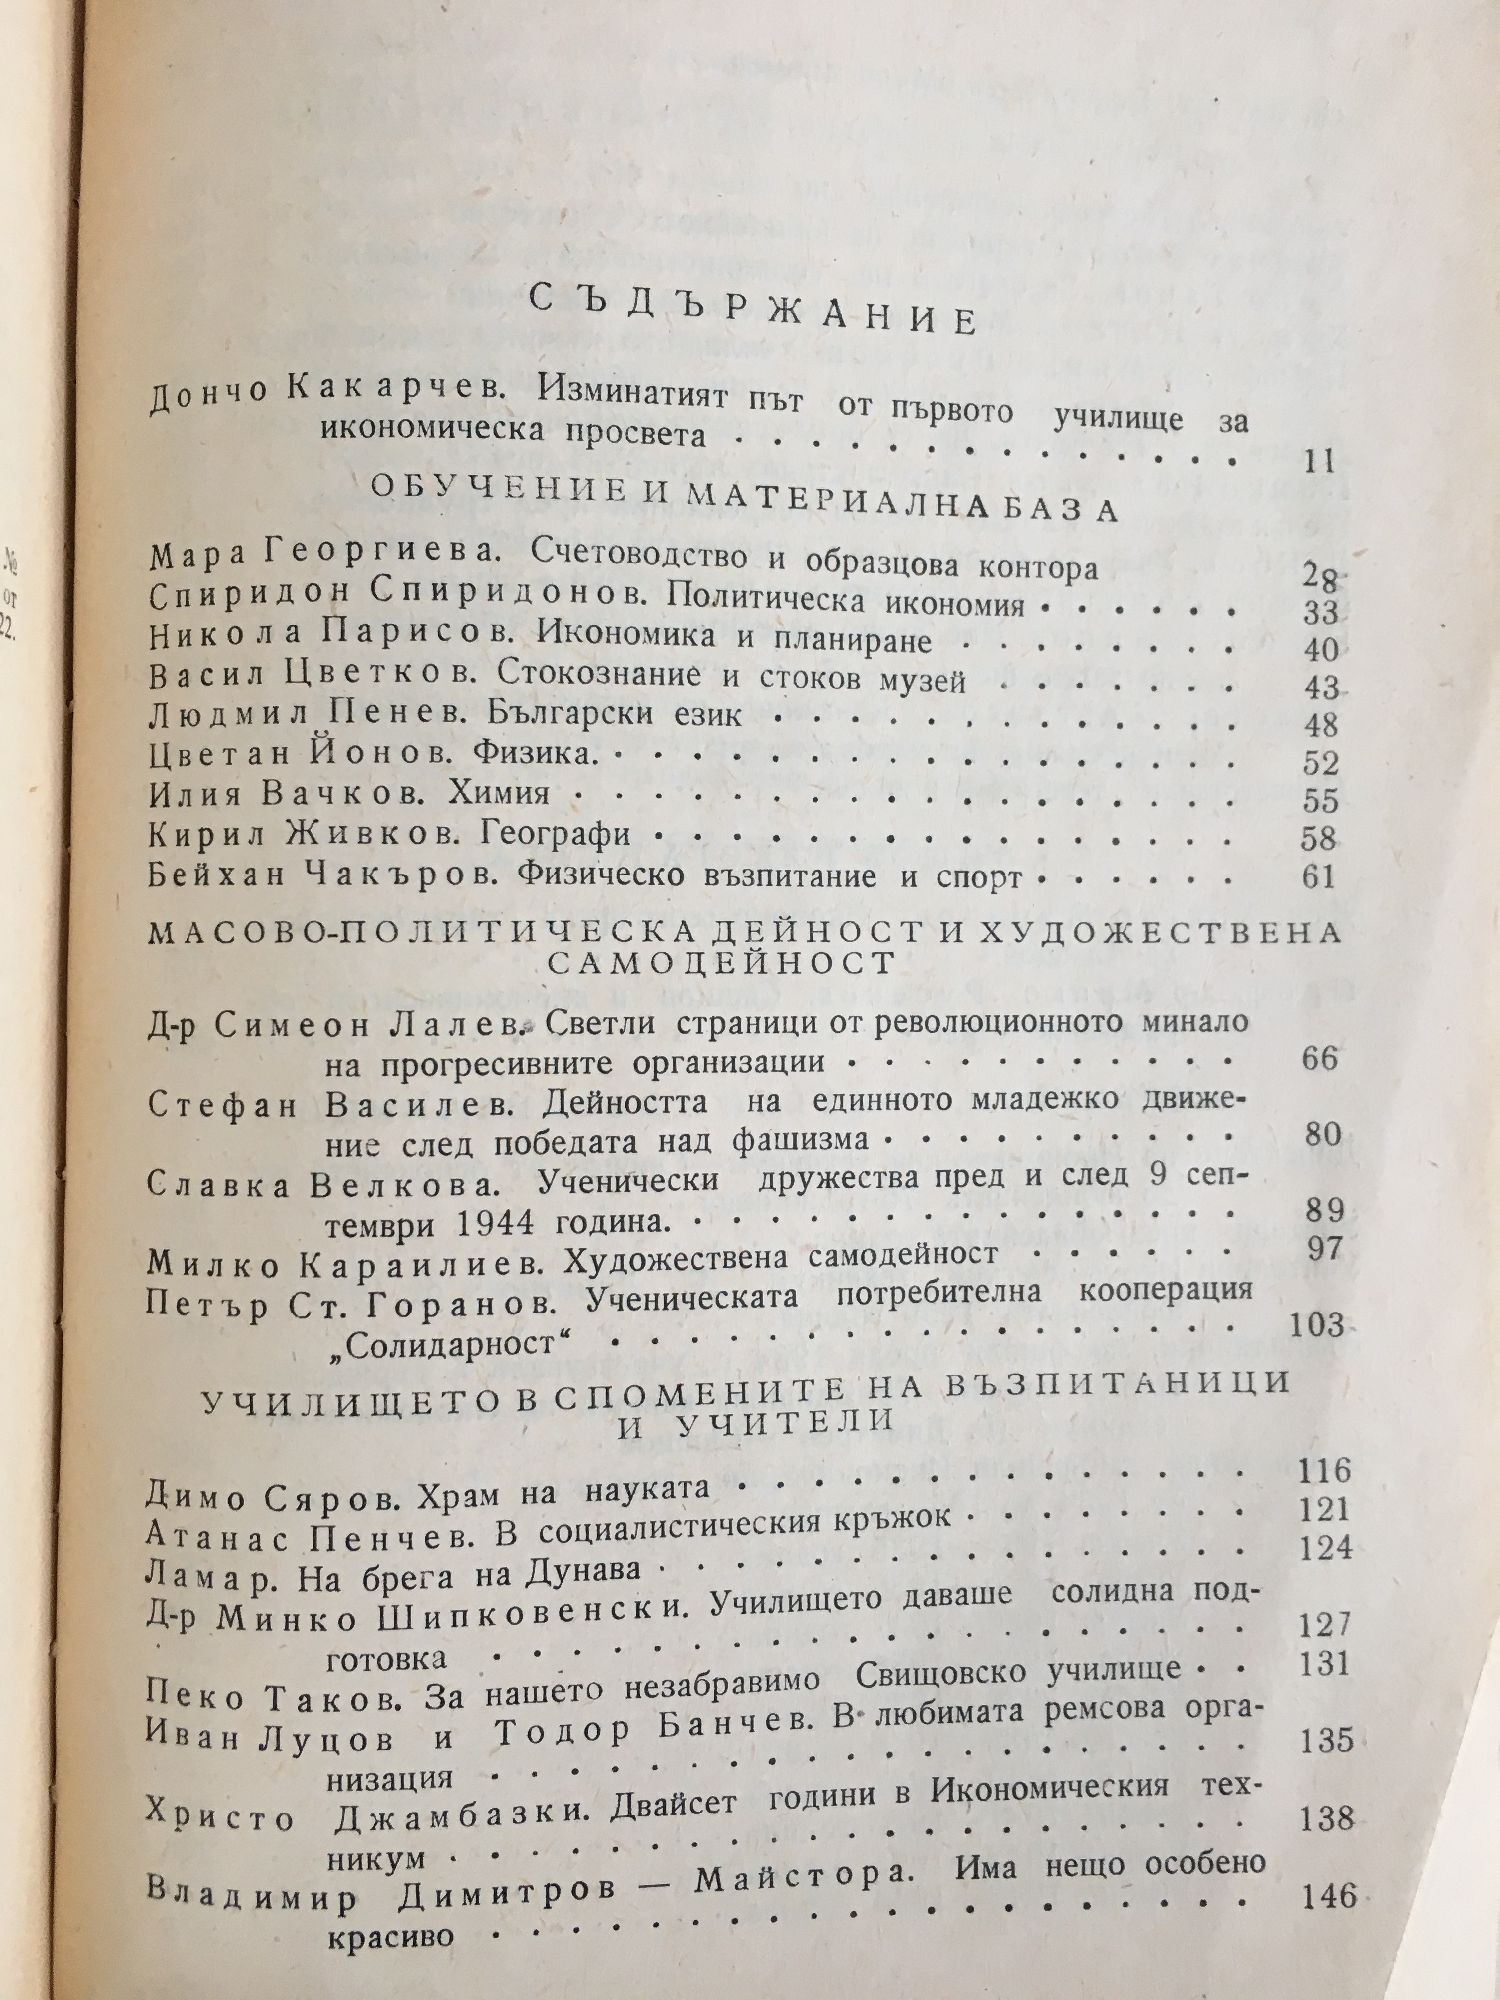 СЪДЪРЖАНИЕ
Дончо Какарчев. Изминатият път от първото училище за
икономическа просвета . . . . . . . . . . . . . . 11
ОБУЧЕНИЕ И МАТЕРИАЛНА БАЗА
Мара Георгиева. Счетоводство и образцова контора 28
Спиридон Спиридонов. Политическа икономия . . . . . . 33
Никола Парисов. Икономика и планиране . . . . . . . . 40
Васил Цветков. Стокознание и стоков музей . . . . . . . 43
Людмил Пенев. Български език . . . . . . . . . . . . 48
Цветан Йонов. Физика. . . . . . . . . . . . . . . . . 52
Илия Вачков. Химия . . . . . . . . . . . . . . . . . 55
Кирил Живков. Географи . . . . . . . . . . . . . . . 58
Бейхан Чакъров. Физическо възпитание и спорт . . . . . . 61
МАСОВО-ПОЛИТИЧЕСКА ДЕЙНОСТ И ХУДОЖЕСТВЕНА
САМОДЕЙНОСТ
Д-р Симеон Лалев. Светли страници от революционното минало
на прогресивните организации . . . . . . . . . . . 66
Стефан Василев. Дейността на единното младежко движе-
ние след победата над фашизма . . . . . . . . . . 80
Славка Велкова. Ученически дружества пред и след 9 сеп-
тември 1944 година. . . . . . . . . . . . . . . . 89
Милко Караилиев. Художествена самодейност . . . . . . 97
Петър Ст. Горанов. Ученическата потребителна кооперация
„Солидарност“ . . . . . . . . . . . . . . . . . 103
УЧИЛИЩЕТО В СПОМЕНИТЕ НА ВЪЗПИТАНИЦИ
И УЧИТЕЛИ
Димо Сяров. Храм на науката . . . . . . . . . . . . . 116
Атанас Пенчев. В социалистическия кръжок . . . . . . . . 121
Ламар. На брега на Дунава . . . . . . . . . . . . . . . 124
Д-р Минко Шипковенски. Училището даваше солидна под-
готовка . . . . . . . . . . . . . . . . . . . . 127
Пеко Таков. За нашето незабравимо Свищовско училище . . 131
Иван Луцов и Тодор Банчев. В любимата ремсова орга-
низация . . . . . . . . . . . . . . . . . . . . 135
Христо Джамбазки. Двайсет години в Икономическия тех-
никум . . . . . . . . . . . . . . . . . . . . . 138
Владимир Димитров — Майстора. Има нещо особено
красиво . . . . . . . . . . . . . . . . . . . . 146
№
от
22.